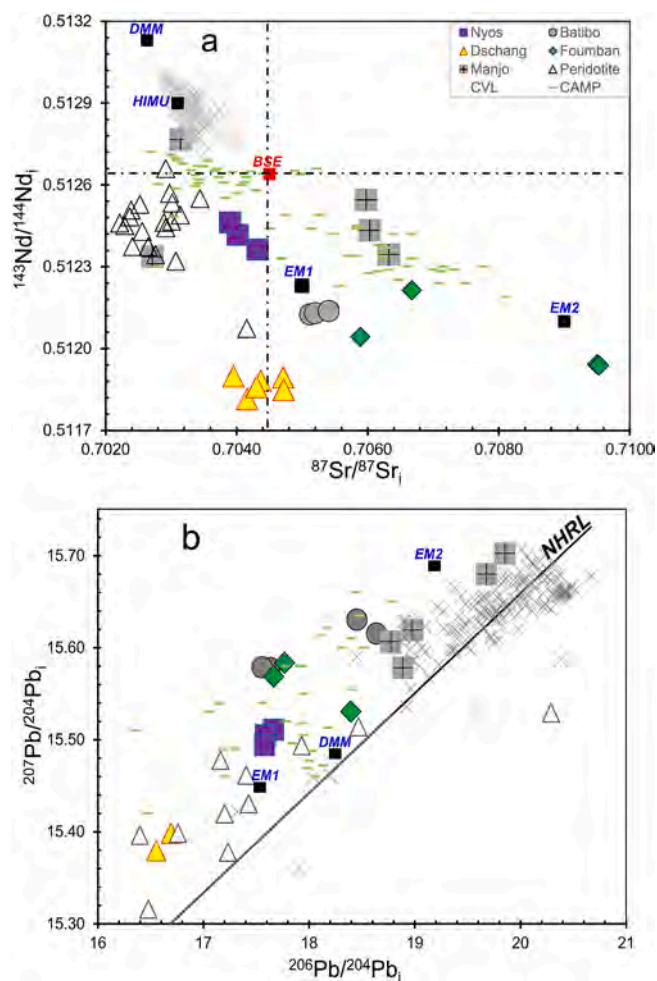 0.5132
DMM
a
Nyos
Batibo
Dschang
Foumban
Manjo
Peridotite
CVL
CAMP
0.5129
HIMU
BSE
0.5126
143Nd/144Ndi
0.5123
EM1
EM2
0.5120
0.5117
0.7020 0.7040 0.7060 0.7080 0.7100
87Sr/87Sri
b
NHRL
15.70
EM2
15.60
207Pb/204Pbi
15.50
DMM
EM1
15.40
15.30
16 17 18 19 20 21
206Pb/204Pbi